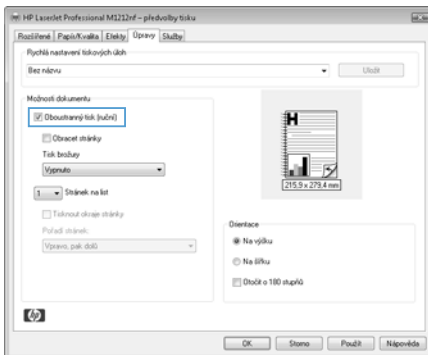 HP LaserJet Professional M1212nf – předvolby tisku
Rozšířené Papír/Kvalita Efekty Úpravy Služby
Rychlá nastavení tiskových úloh
Bez názvu Uložit
Možnosti dokumentu
Oboustranný tisk (ruční)
Obracet stránky
Tisk brožury
Vypnuto
1 Stránek na list
Tisknout okraje stránky
Pořadí stránek:
Vpravo, pak dolů
215,9 x 279,4 mm
Orientace
Na výšku
Na šířku
Otočit o 180 stupňů
hp
OK Storno Použít Nápověda